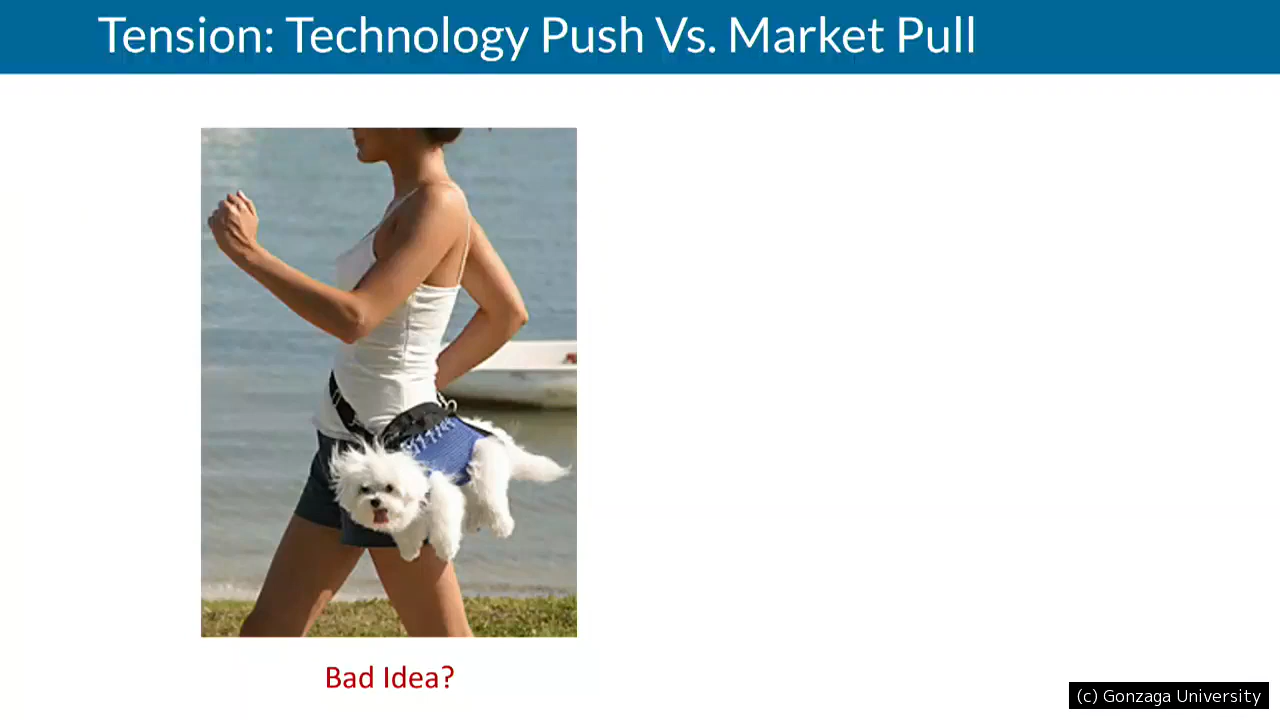 Tension: Technology Push Vs. Market Pull
Bad Idea?
(c) Gonzaga University